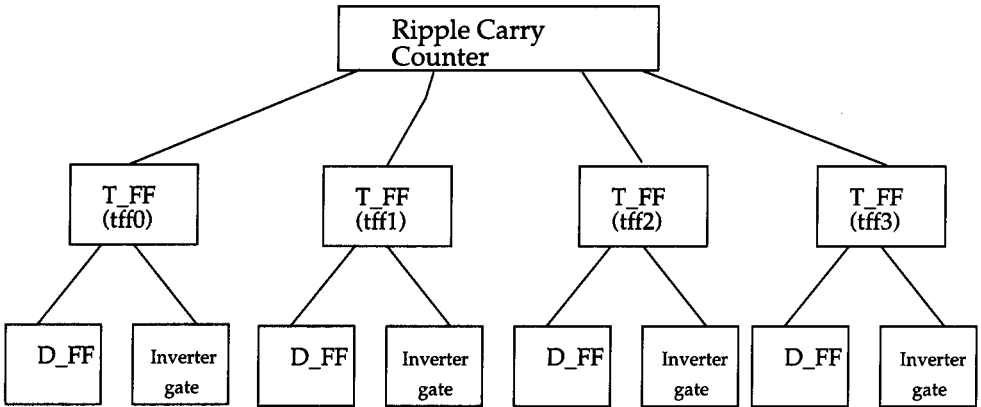 Ripple Carry
Counter
T_FF
(tff0)
T_FF
(tff1)
T_FF
(tff2)
T_FF
(tff3)
D_FF
Inverter
gate
D_FF
Inverter
gate
D_FF
Inverter
gate
D_FF
Inverter
gate